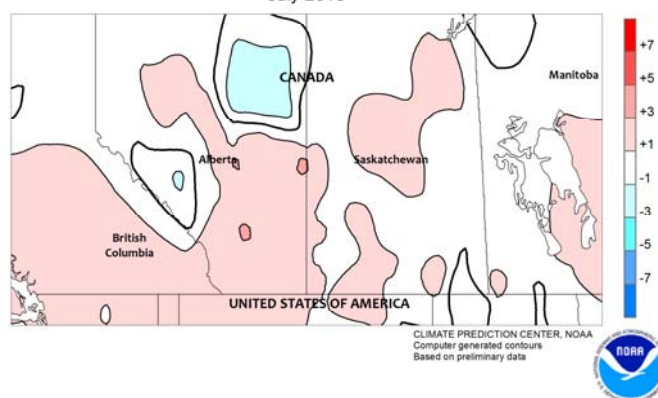 CANADA
Manitoba
Alberta
Saskatchewan
British
Columbia
UNITED STATES OF AMERICA
+7
+5
+3
+1
-1
-3
-5
-7
CLIMATE PREDICTION CENTER, NOAA
Computer generated contours
Based on preliminary data
NOAA